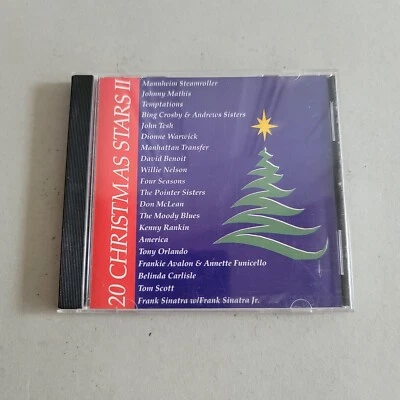 20 CHRISTMAS STARS II
Mannheim Steamroller
Johnny Mathis
Temptations
Bing Crosby & Andrews Sisters
John Tesh
Dionne Warwick
Manhattan Transfer
David Benoit
Willie Nelson
Four Seasons
The Pointer Sisters
Don McLean
The Moody Blues
Kenny Rankin
America
Tony Orlando
Frankie Avalon & Annette Funicello
Belinda Carlisle
Tom Scott
Frank Sinatra w/Frank Sinatra Jr.